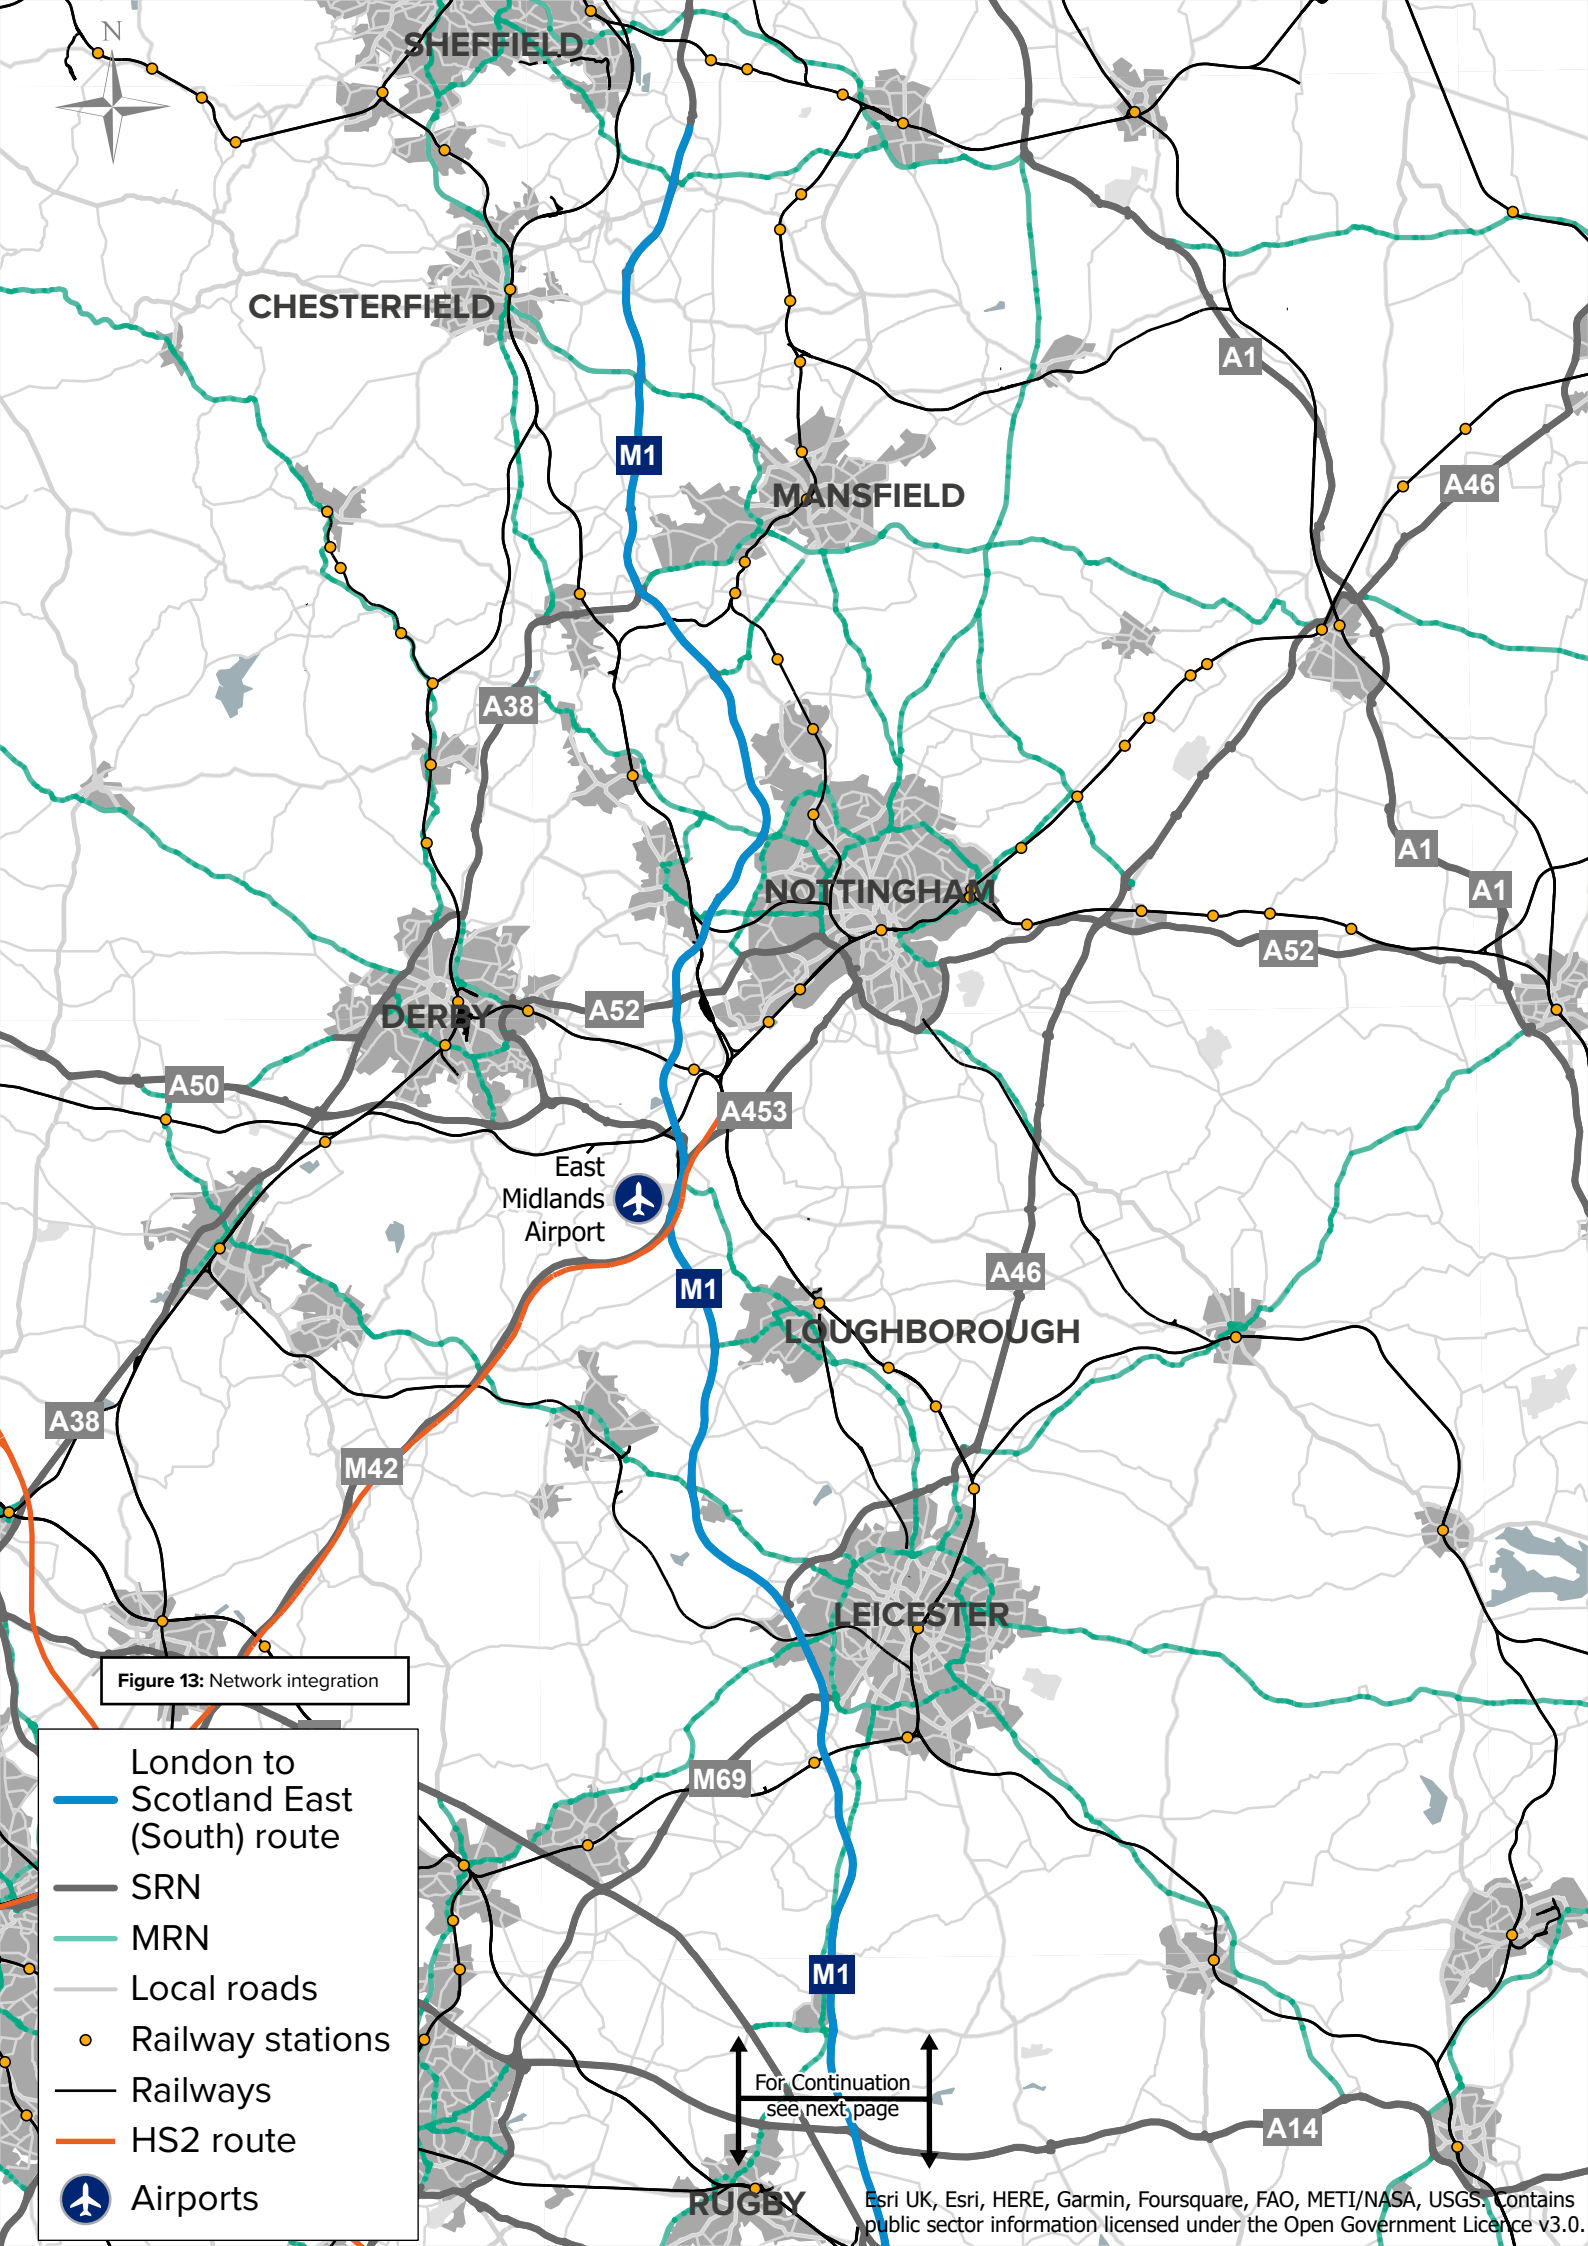 N
SHEFFIELD
CHESTERFIELD
A1
M1
A46
MANSFIELD
A38
A1
A1
NOTTINGHAM
A52
A52
DERBY
A50
A453
East
Midlands
Airport
A46
M1
LOUGHBOROUGH
A38
M42
LEICESTER
Figure 13: Network integration
London to
Scotland East
(South) route
SRN
MRN
Local roads
Railway stations
Railways
HS2 route
Airports
M69
M1
For Continuation
see next page
A14
RUGBY
Esri UK, Esri, HERE, Garmin, Foursquare, FAO, METI/NASA, USGS. Contains
public sector information licensed under the Open Government Licence v3.0.